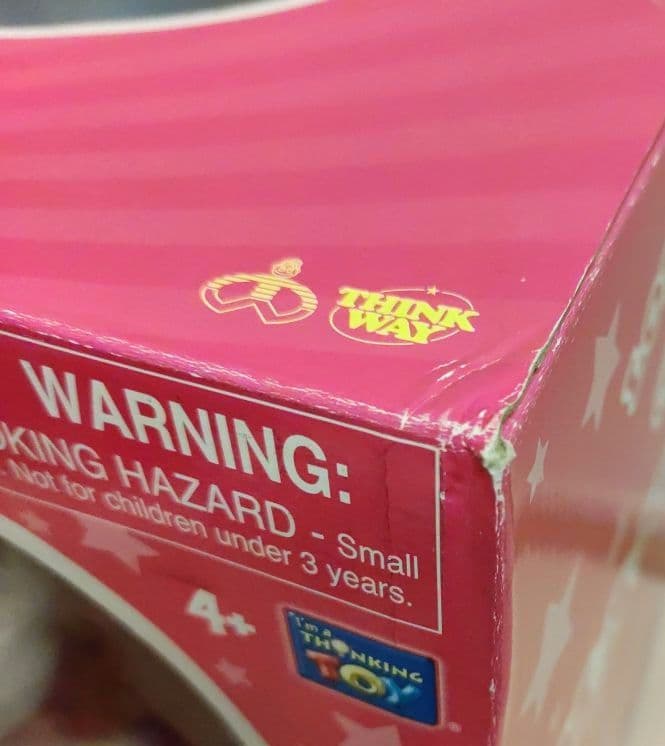 THINK
WAY
WARNING:
KING HAZARD - Small
Not for children under 3 years.
4+
I'm a
THINKING
TOY